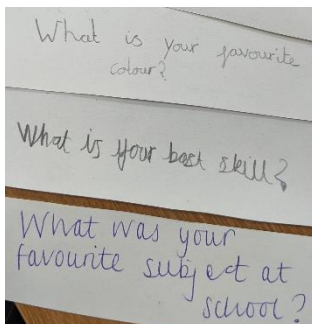 What is your favourite
colour?
What is your best skill?
What was your
favourite subject at
school?